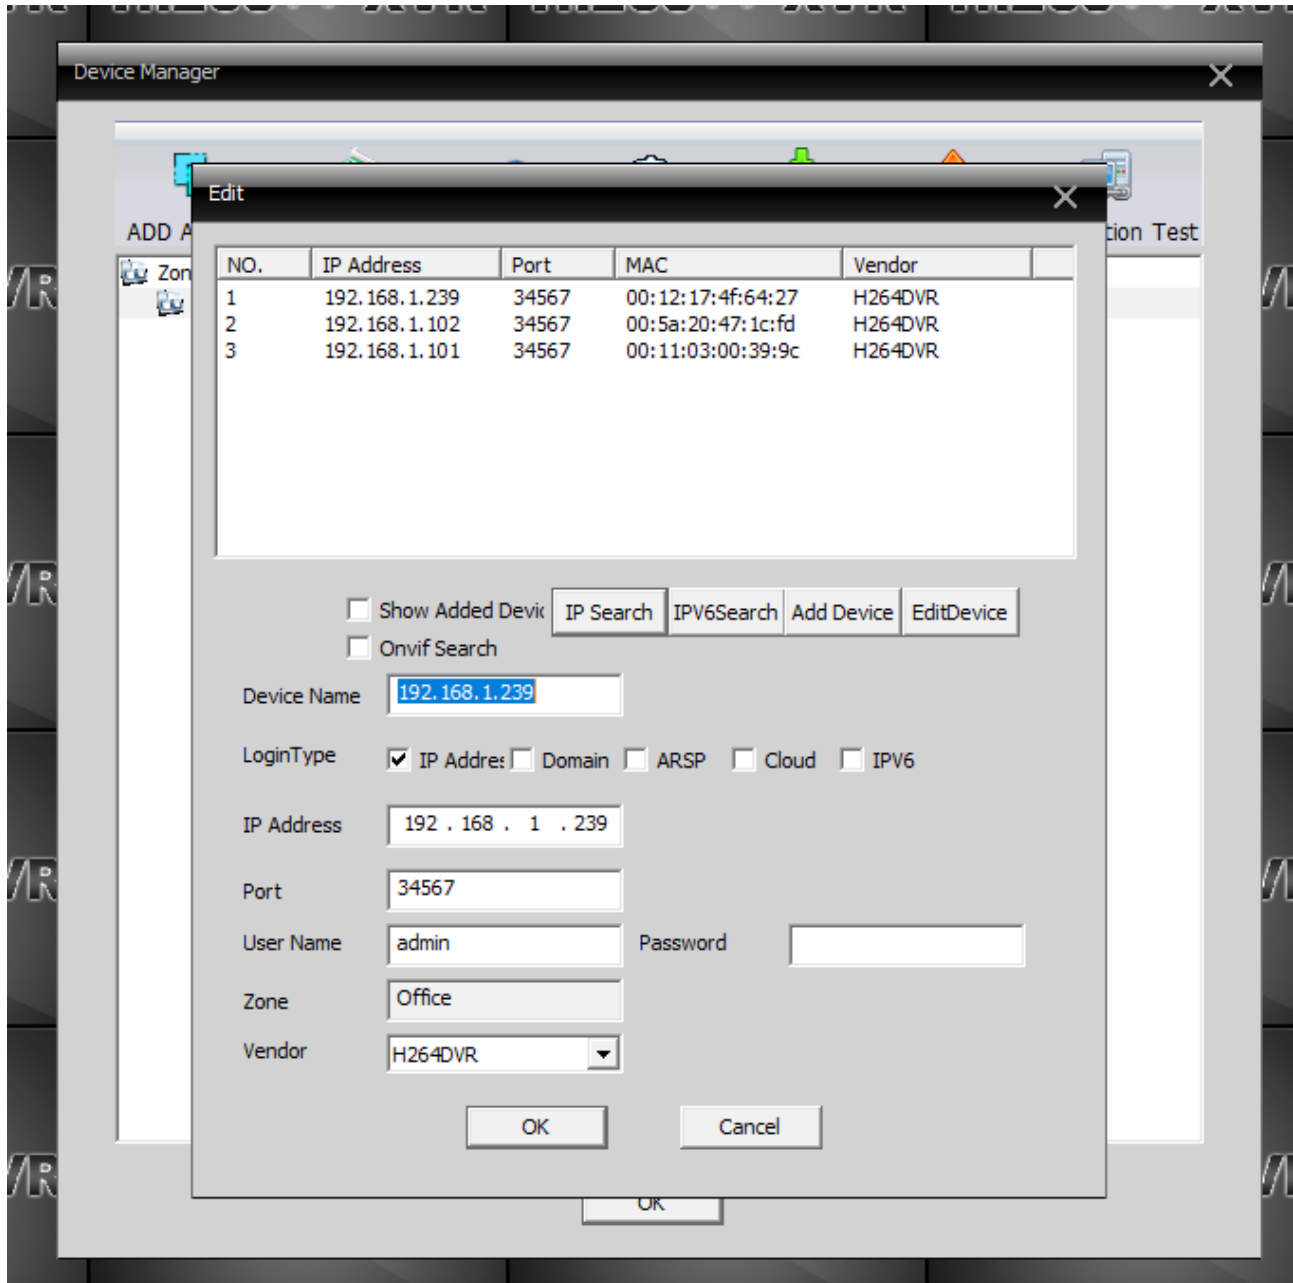 Device Manager
Edit
ADD
tion Test
NO. IP Address Port MAC Vendor
1 192.168.1.239 34567 00:12:17:4f:64:27 H264DVR
2 192.168.1.102 34567 00:5a:20:47:1c:fd H264DVR
3 192.168.1.101 34567 00:11:03:00:39:9c H264DVR
Zon
Show Added Devic IP Search IPV6Search Add Device EditDevice
Onvif Search
Device Name 192.168.1.239
LoginType IP Addres Domain ARSP Cloud IPV6
IP Address 192 . 168 . 1 . 239
Port 34567
User Name admin Password
Zone Office
Vendor H264DVR
OK Cancel
OK